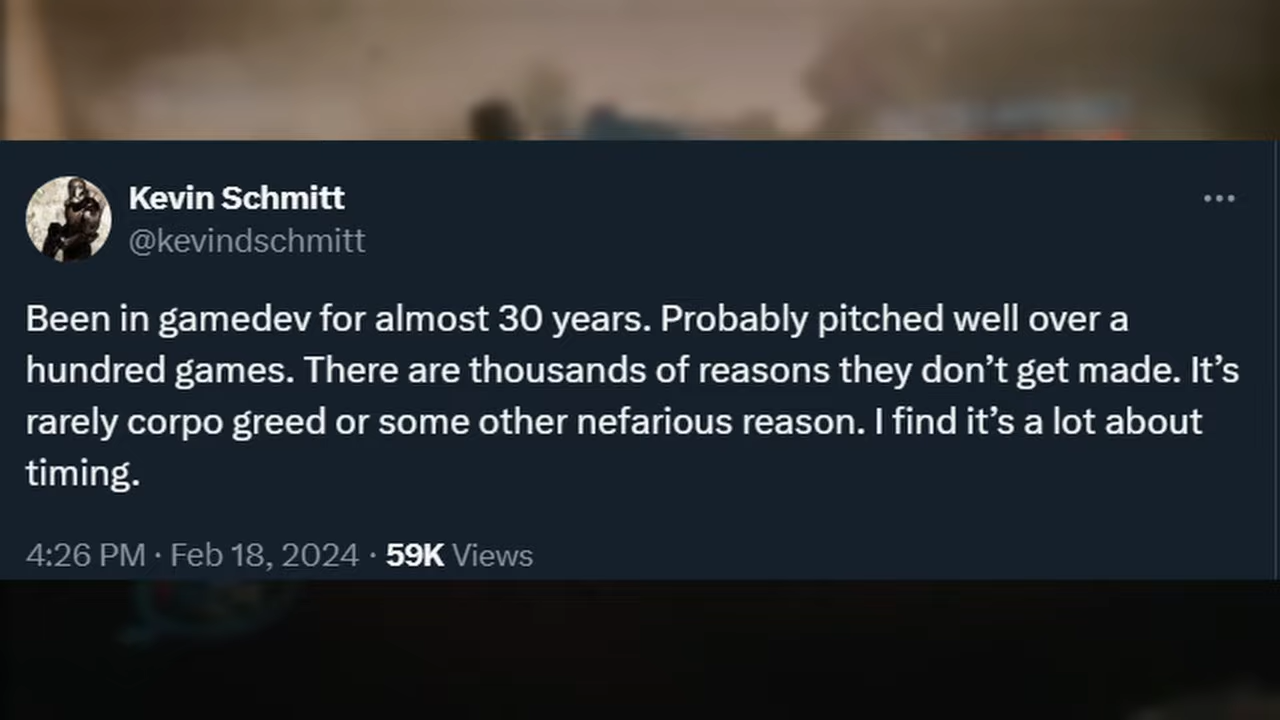 Kevin Schmitt
@kevindschmitt
Been in gamedev for almost 30 years. Probably pitched well over a
hundred games. There are thousands of reasons they don’t get made. It’s
rarely corpo greed or some other nefarious reason. I find it’s a lot about
timing.
4:26 PM · Feb 18, 2024 · 59K Views